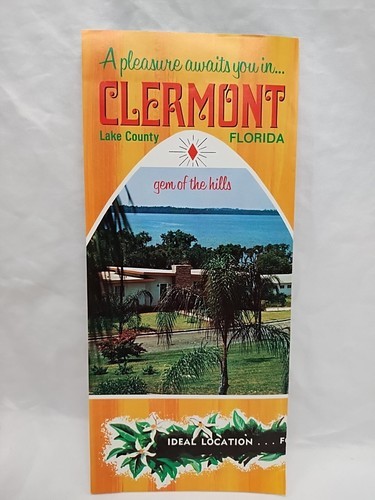 A pleasure awaits you in...
CLERMONT
Lake County FLORIDA
gem of the hills
IDEAL LOCATION . . .